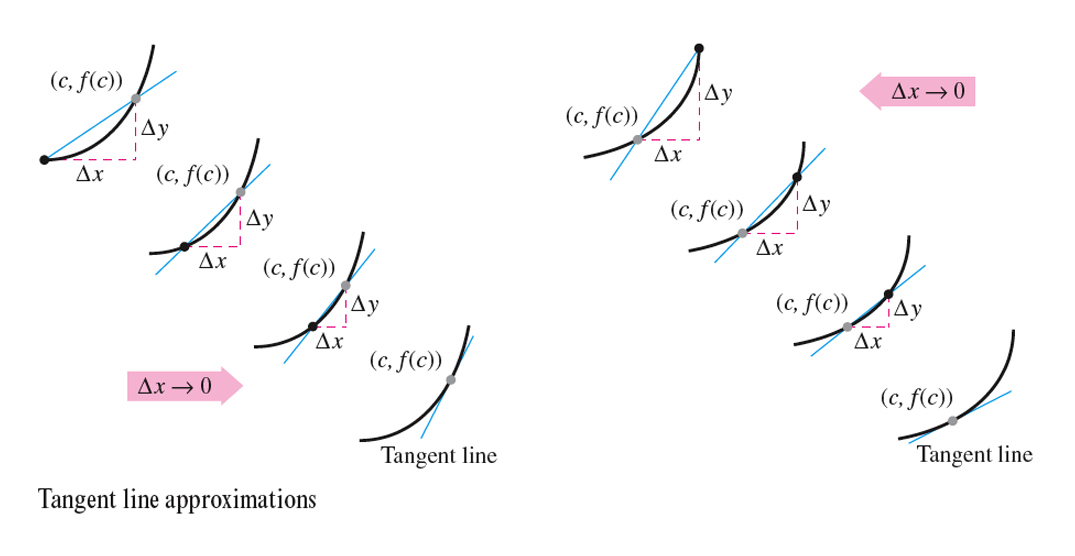 (c, f(c))
Δy
Δx
(c, f(c))
Δy
Δx
(c, f(c))
Δy
Δx
(c, f(c))
Δx → 0
Tangent line
(c, f(c))
Δy
Δx
Δx → 0
(c, f(c))
Δy
Δx
(c, f(c))
Δy
Δx
(c, f(c))
Tangent line
Tangent line approximations